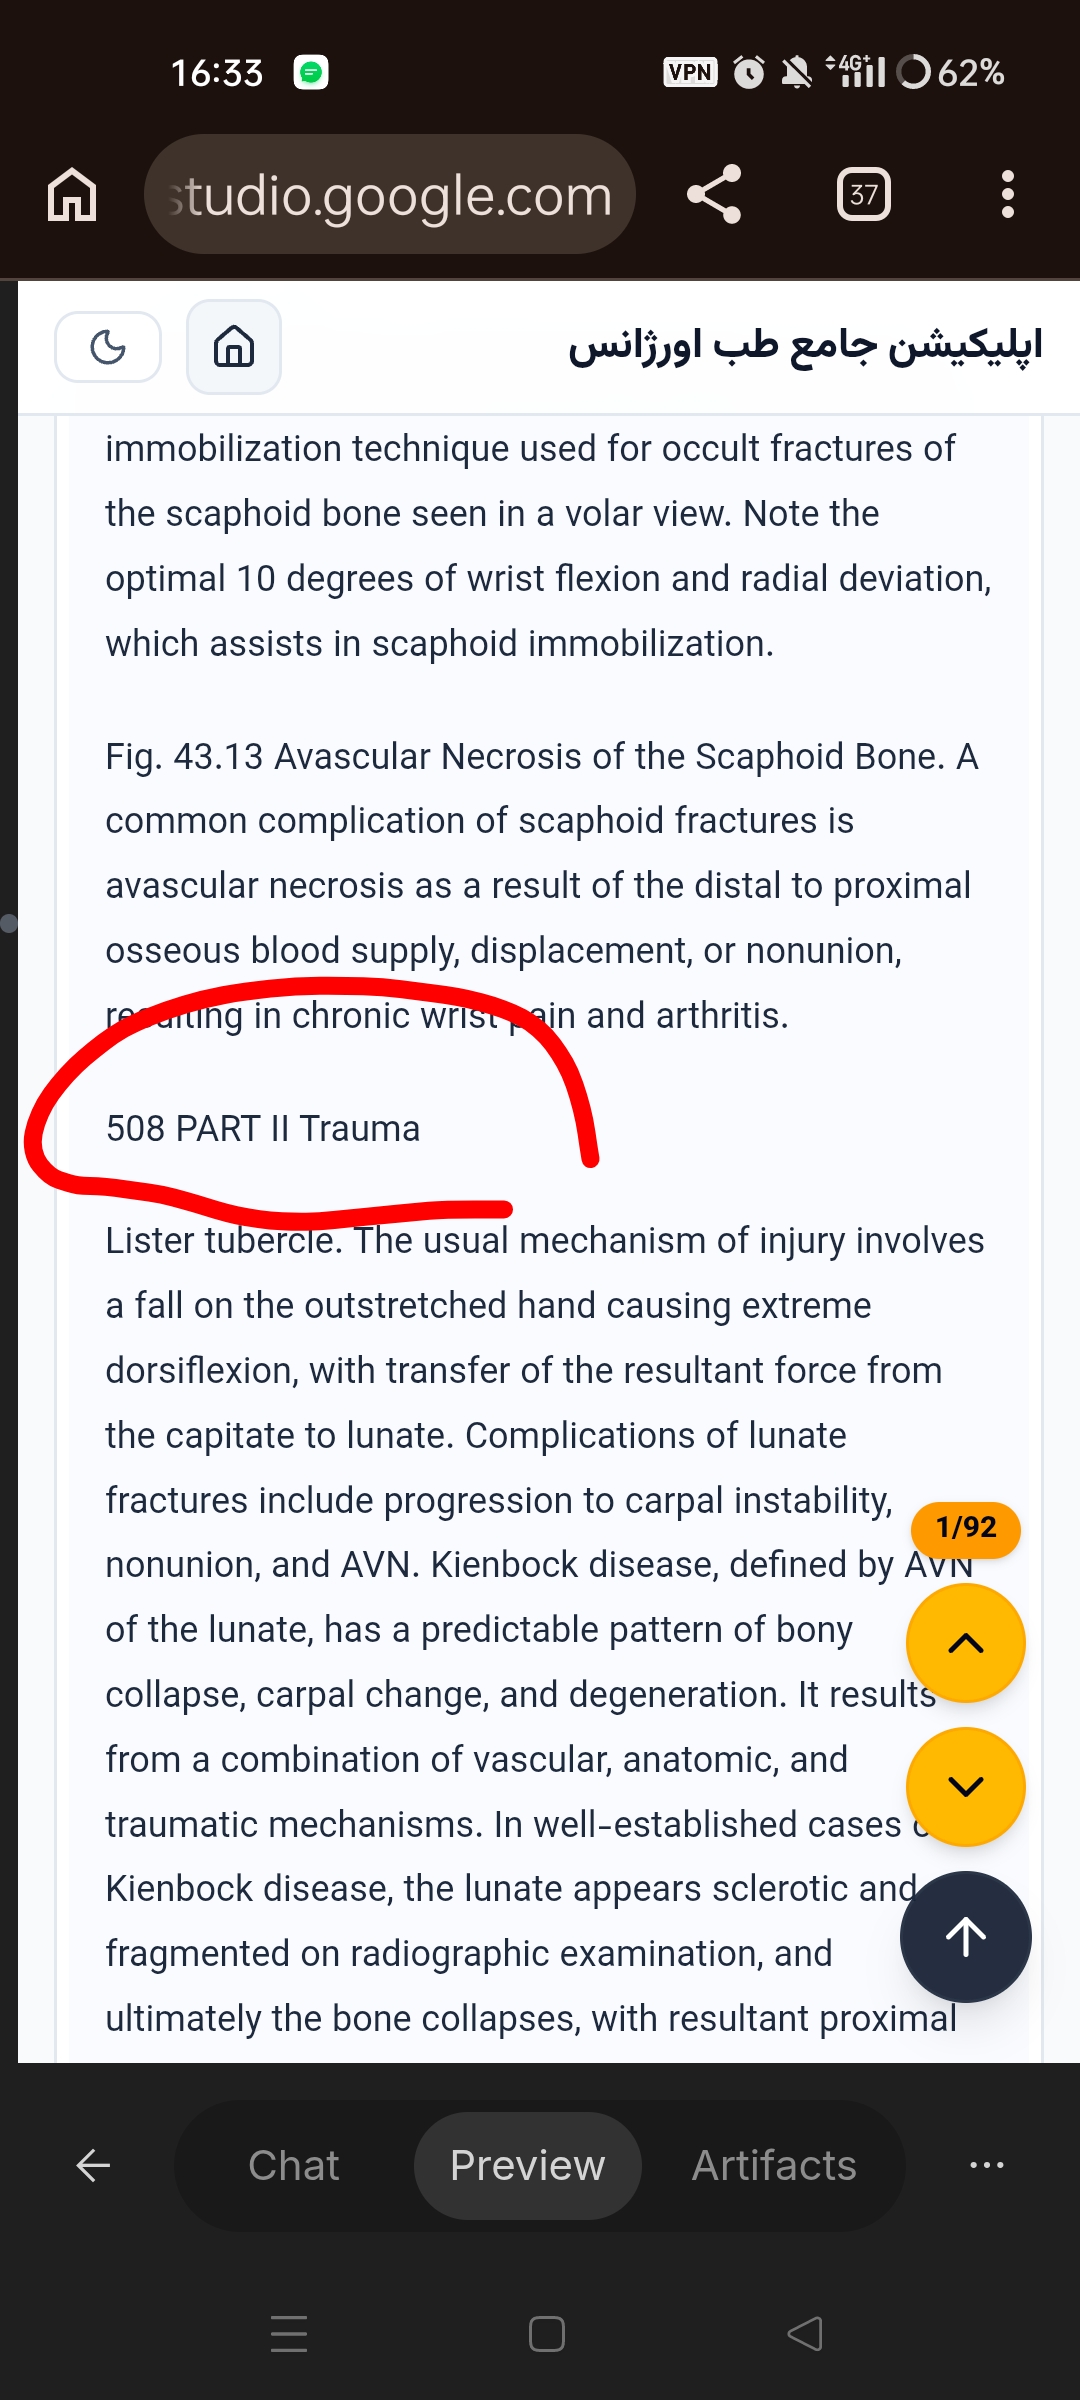 16:33
VPN
4G+
62%
studio.google.com
37
اپلیکیشن جامع طب اورژانس
immobilization technique used for occult fractures of
the scaphoid bone seen in a volar view. Note the
optimal 10 degrees of wrist flexion and radial deviation,
which assists in scaphoid immobilization.
Fig. 43.13 Avascular Necrosis of the Scaphoid Bone. A
common complication of scaphoid fractures is
avascular necrosis as a result of the distal to proximal
osseous blood supply, displacement, or nonunion,
resulting in chronic wrist pain and arthritis.
508 PART II Trauma
Lister tubercle. The usual mechanism of injury involves
a fall on the outstretched hand causing extreme
dorsiflexion, with transfer of the resultant force from
the capitate to lunate. Complications of lunate
fractures include progression to carpal instability,
1/92
nonunion, and AVN. Kienbock disease, defined by AVN
of the lunate, has a predictable pattern of bony
collapse, carpal change, and degeneration. It results
from a combination of vascular, anatomic, and
traumatic mechanisms. In well-established cases
Kienbock disease, the lunate appears sclerotic and
fragmented on radiographic examination, and
ultimately the bone collapses, with resultant proximal
Chat
Preview
Artifacts